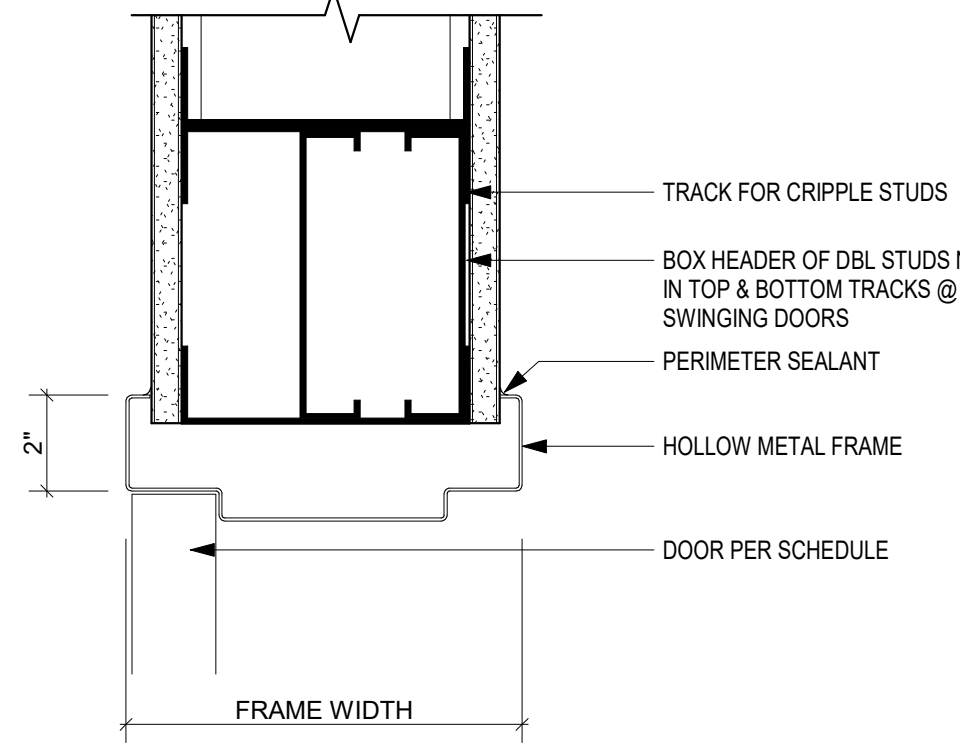 TRACK FOR CRIPPLE STUDS
BOX HEADER OF DBL STUDS
IN TOP & BOTTOM TRACKS @
SWINGING DOORS
PERIMETER SEALANT
2"
HOLLOW METAL FRAME
DOOR PER SCHEDULE
FRAME WIDTH